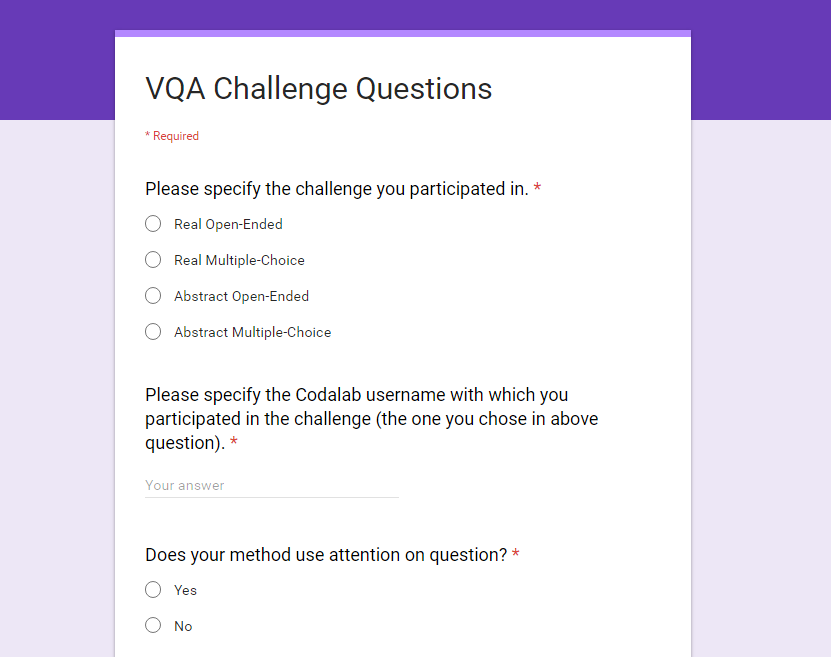 VQA Challenge Questions
* Required
Please specify the challenge you participated in. *
Real Open-Ended
Real Multiple-Choice
Abstract Open-Ended
Abstract Multiple-Choice
Please specify the Codalab username with which you
participated in the challenge (the one you chose in above
question). *
Your answer
Does your method use attention on question? *
Yes
No